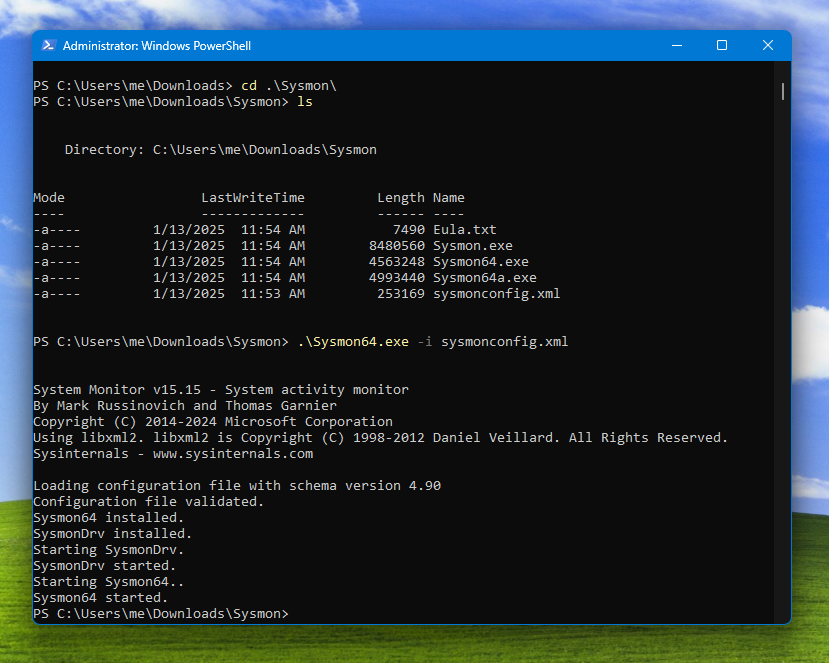 Administrator: Windows PowerShell
PS C:\Users\me\Downloads> cd .\Sysmon\
PS C:\Users\me\Downloads\Sysmon> ls
Directory: C:\Users\me\Downloads\Sysmon
Mode                 LastWriteTime         Length Name
----                 -------------         ------ ----
-a----         1/13/2025  11:54 AM           7490 Eula.txt
-a----         1/13/2025  11:54 AM        8480560 Sysmon.exe
-a----         1/13/2025  11:54 AM        4563248 Sysmon64.exe
-a----         1/13/2025  11:54 AM        4993440 Sysmon64a.exe
-a----         1/13/2025  11:53 AM         253169 sysmonconfig.xml
PS C:\Users\me\Downloads\Sysmon> .\Sysmon64.exe -i sysmonconfig.xml
System Monitor v15.15 - System activity monitor
By Mark Russinovich and Thomas Garnier
Copyright (C) 2014-2024 Microsoft Corporation
Using libxml2. libxml2 is Copyright (C) 1998-2012 Daniel Veillard. All Rights Reserved.
Sysinternals - www.sysinternals.com
Loading configuration file with schema version 4.90
Configuration file validated.
Sysmon64 installed.
SysmonDrv installed.
Starting SysmonDrv.
SysmonDrv started.
Starting Sysmon64..
Sysmon64 started.
PS C:\Users\me\Downloads\Sysmon>